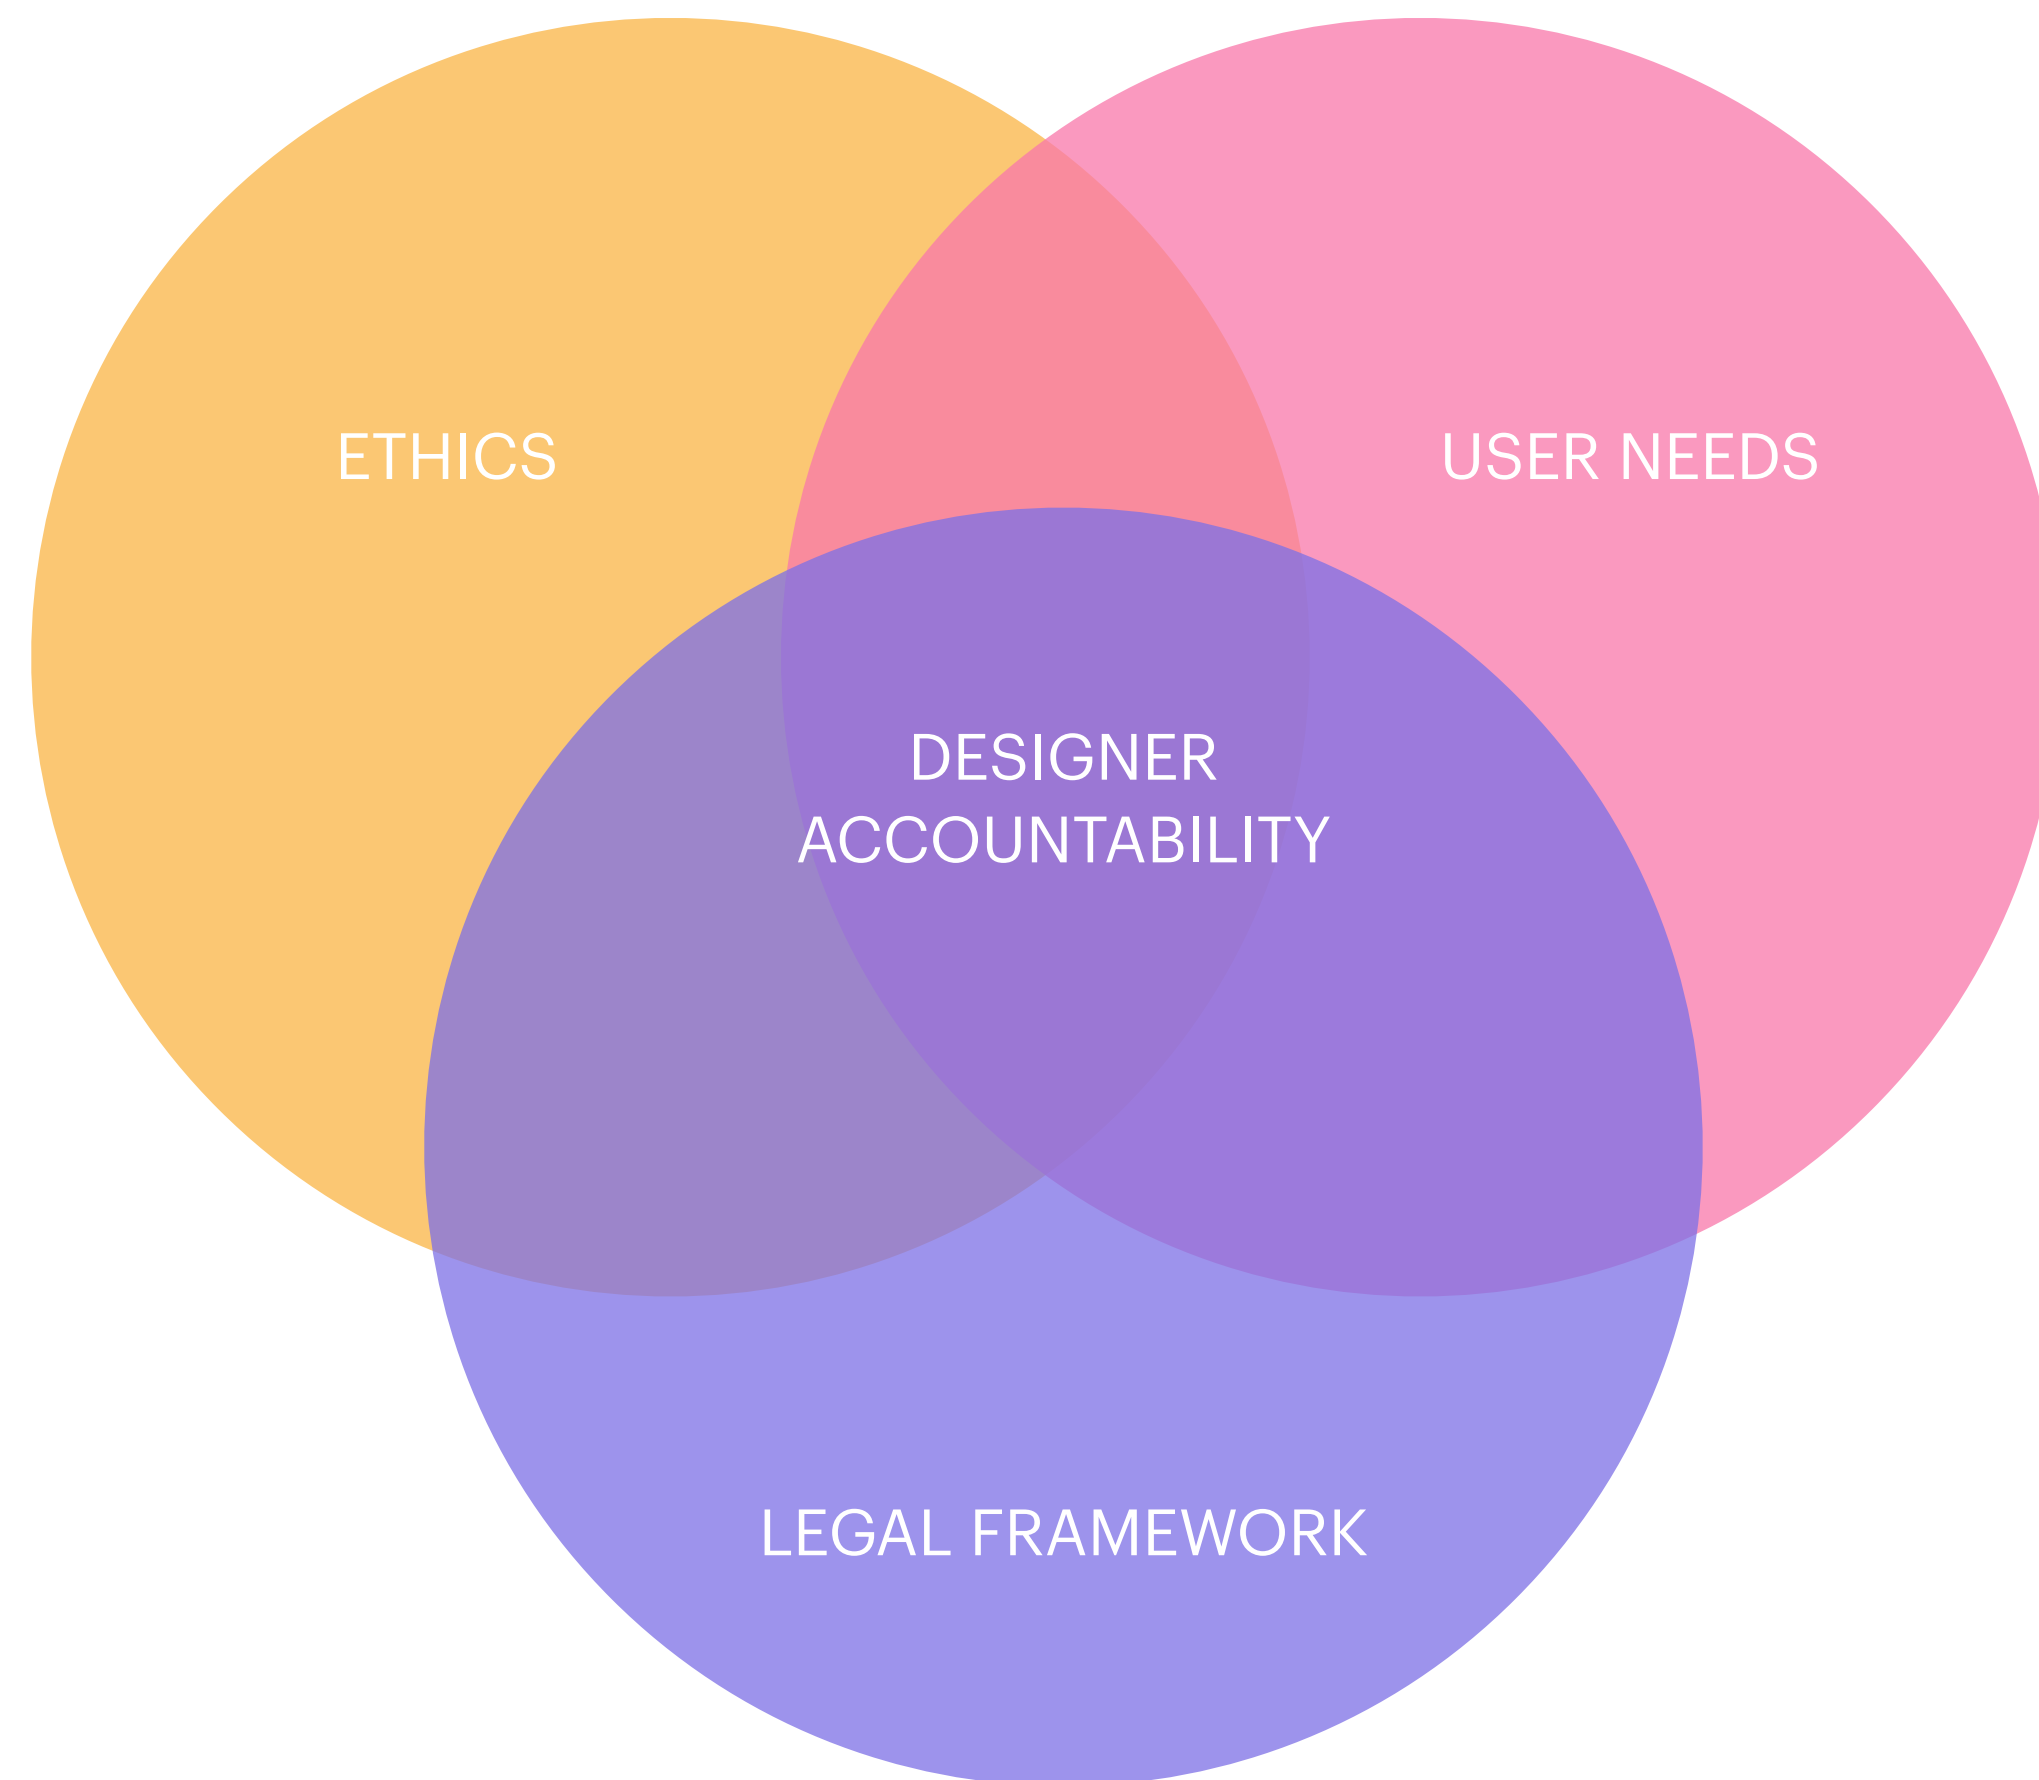 ETHICS
USER NEEDS
DESIGNER
ACCOUNTABILITY
LEGAL FRAMEWORK